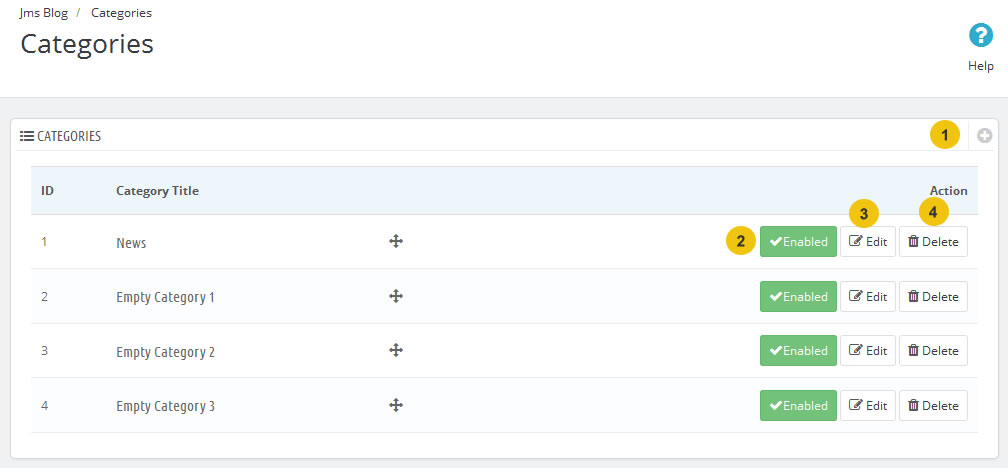 Jms Blog / Categories
Categories
?
Help
CATEGORIES 1
ID Category Title Action
3 4
1 News 2 Enabled Edit Delete
2 Empty Category 1 Enabled Edit Delete
3 Empty Category 2 Enabled Edit Delete
4 Empty Category 3 Enabled Edit Delete